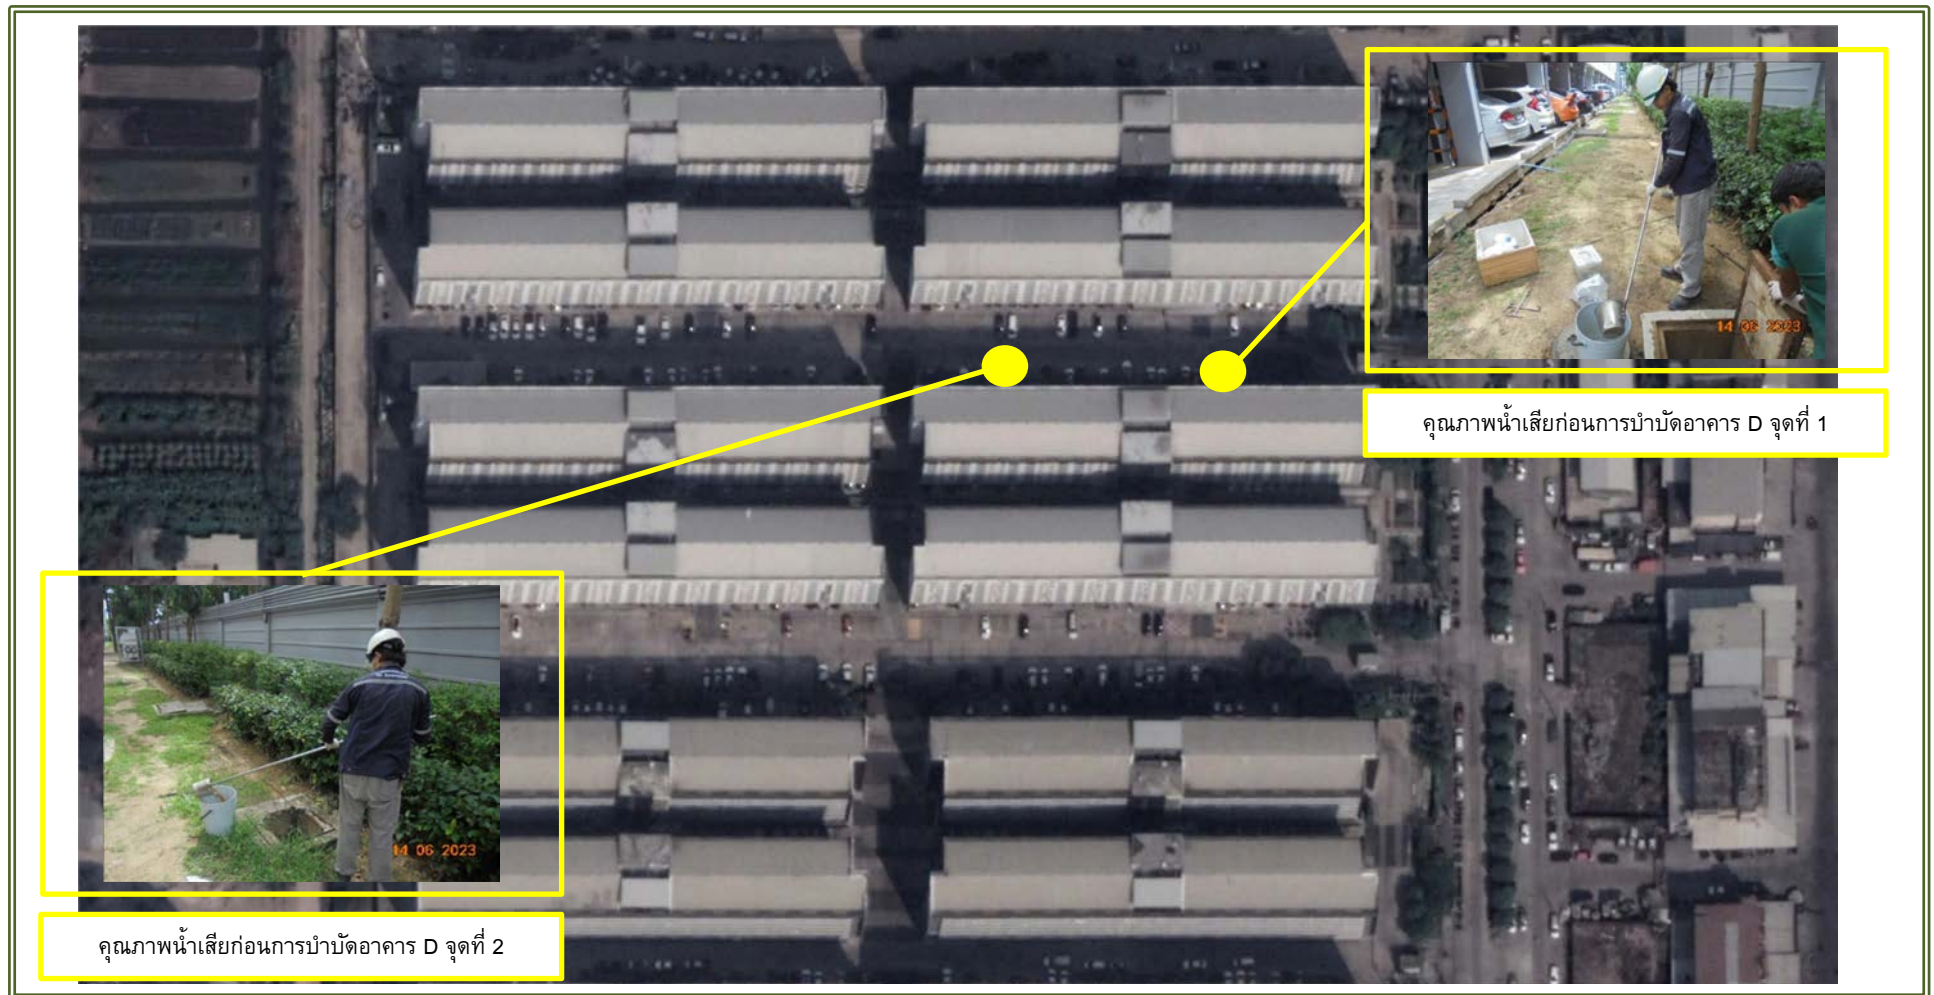 14 06 2023
คุณภาพน้ำเสียก่อนการบำบัดอาคาร D จุดที่ 1
14 06 2023
คุณภาพน้ำเสียก่อนการบำบัดอาคาร D จุดที่ 2